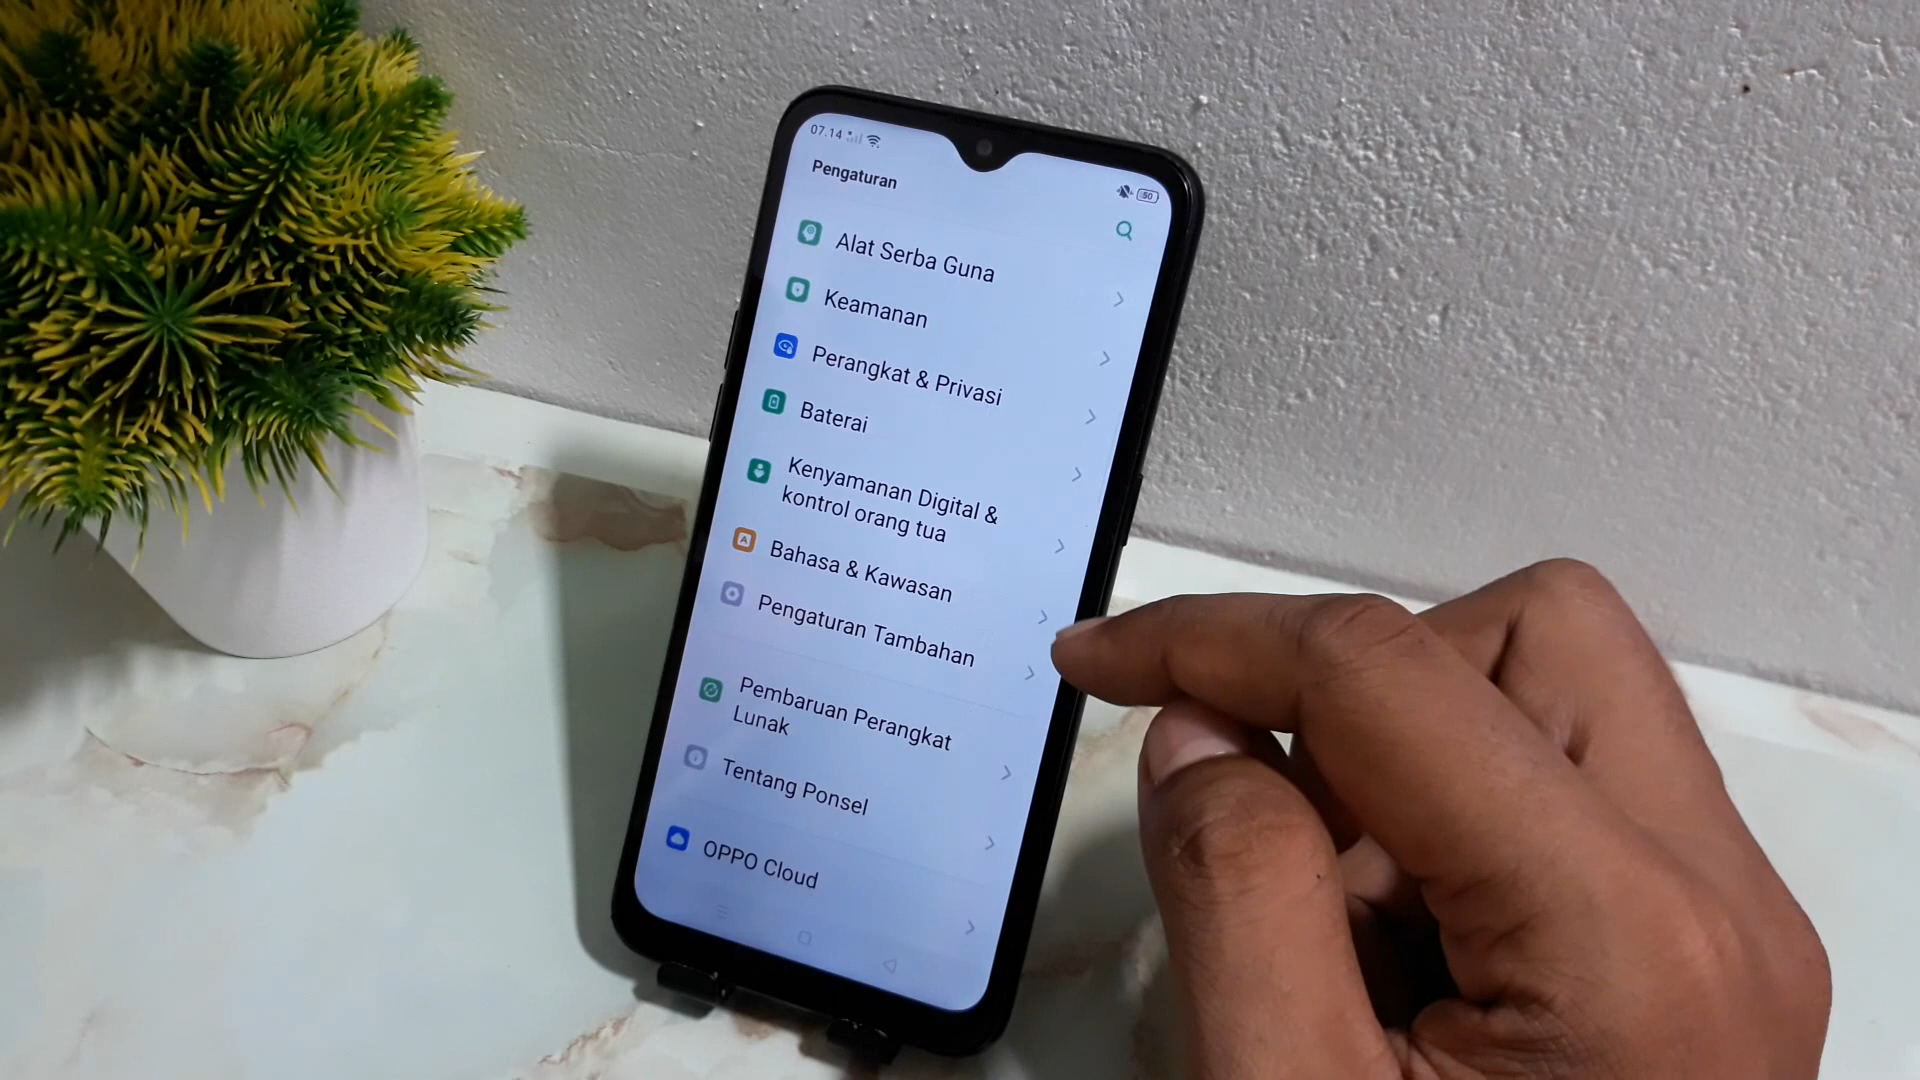 07.14
50
Pengaturan
Alat Serba Guna
Keamanan
Perangkat & Privasi
Baterai
Kenyamanan Digital &
kontrol orang tua
Bahasa & Kawasan
Pengaturan Tambahan
Pembaruan Perangkat
Lunak
Tentang Ponsel
OPPO Cloud